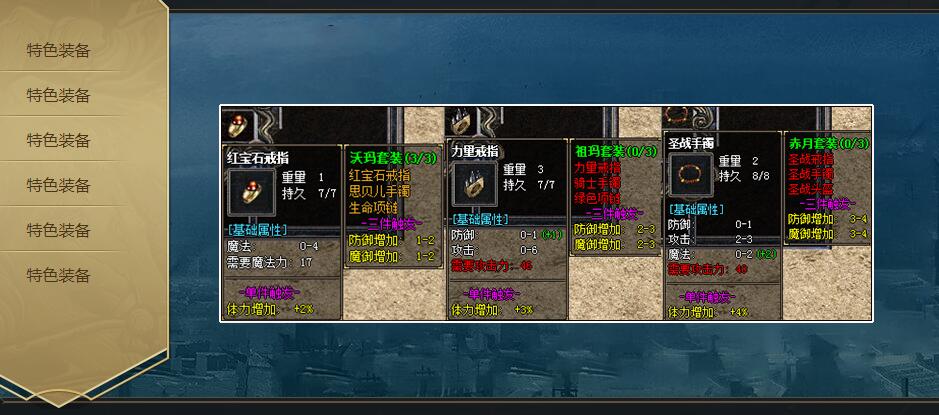 特色装备
特色装备
特色装备
特色装备
特色装备
特色装备
红宝石戒指
重量 1
持久 7/7
[基础属性]
魔法: 0-4
需要魔法力: 17
-单件触发-
体力增加: +2%
沃玛套装(3/3)
红宝石戒指
思贝儿手镯
生命项链
-三件触发-
防御增加: 1-2
魔御增加: 1-2
力量戒指
重量 3
持久 7/7
[基础属性]
防御: 0-1 (+1)
攻击: 0-6
需要攻击力: 46
-单件触发-
体力增加: +3%
祖玛套装(0/3)
力量戒指
骑士手镯
绿色项链
-三件触发-
防御增加: 2-3
魔御增加: 2-3
圣战手镯
重量 2
持久 8/8
[基础属性]
防御: 0-1
攻击: 2-3
魔法: 0-2 (+2)
需要攻击力: 40
-单件触发-
体力增加: +4%
赤月套装(0/3)
圣战戒指
圣战手镯
圣战头盔
-三件触发-
防御增加: 3-4
魔御增加: 3-4